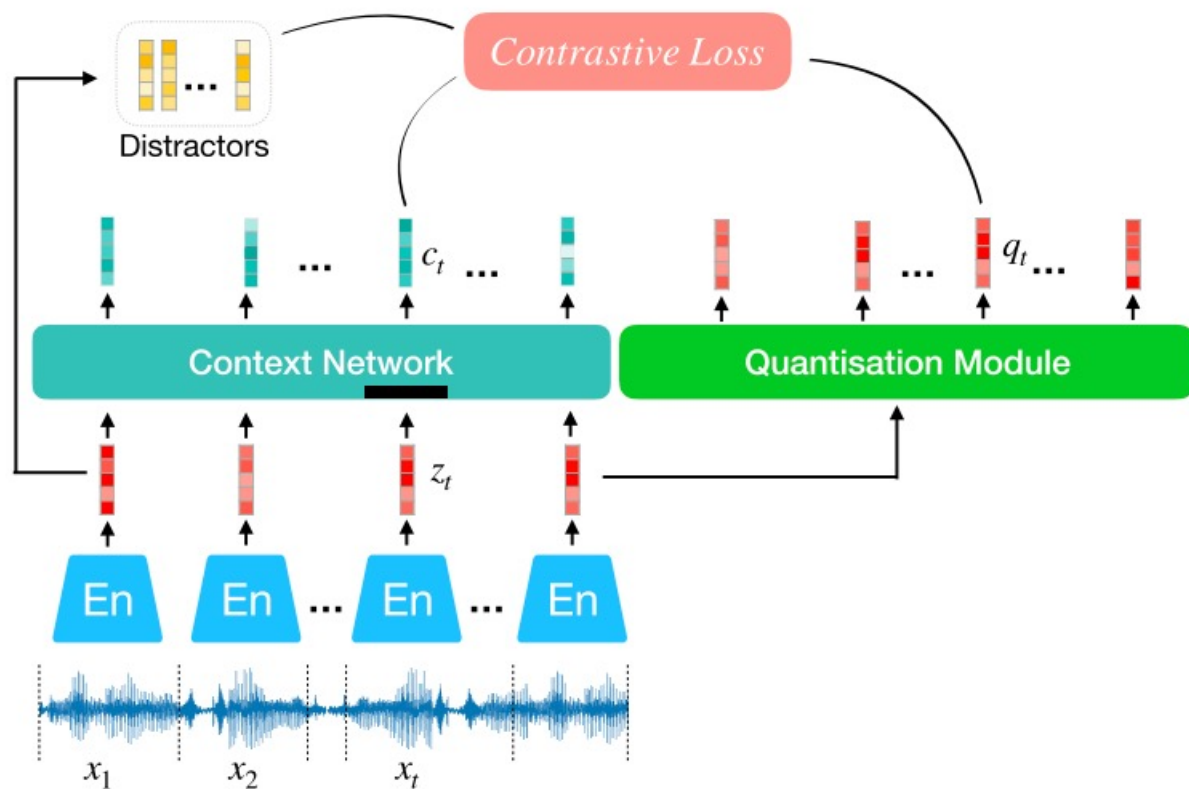 Contrastive Loss
...
Distractors
... c_t ... ... q_t ...
Context Network Quantisation Module
z_t
En En ... En ... En
x_1 x_2 x_t